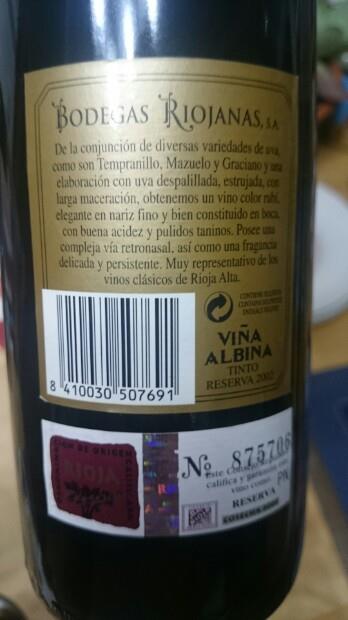 BODEGAS RIOJANAS, S.A.
De la conjunción de diversas variedades de uva,
como son Tempranillo, Mazuelo y Graciano y una
elaboración con uva despalillada, estrujada, con
larga maceración, obtenemos un vino color rubí,
elegante en nariz fino y bien constituido en boca,
con buena acidez y pulidos taninos. Posee una
compleja vía retronasal, así como una fragancia
delicada y persistente. Muy representativo de los
vinos clásicos de Rioja Alta.
VIÑA
ALBINA
TINTO
RESERVA 2002
8 410030 507691
RIOJA
Nº 875706
Este
califica y garantiza
vino como:
RESERVA